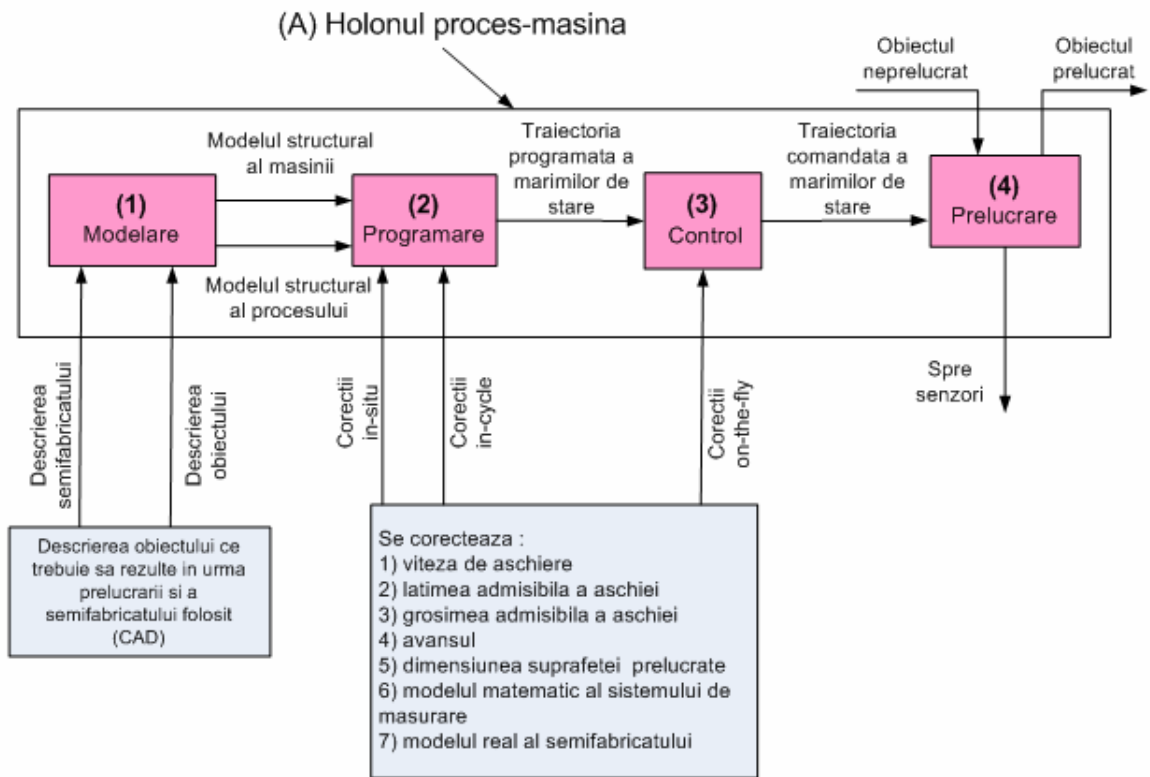 (A) Holonul proces-masina
Obiectul
neprelucrat
Obiectul
prelucrat
Modelul structural
al masinii
Traiectoria
programata a
marimilor de
stare
Traiectoria
comandata a
marimilor de
stare
(1)
Modelare
(2)
Programare
(3)
Control
(4)
Prelucrare
Modelul structural
al procesului
Descrierea
semifabricatului
Descrierea
obiectului
Corectii
in-situ
Corectii
in-cycle
Corectii
on-the-fly
Spre
senzori
Descrierea obiectului ce
trebuie sa rezulte in urma
prelucrarii si a
semifabricatului folosit
(CAD)
Se corecteaza :
1) viteza de aschiere
2) latimea admisibila a aschiei
3) grosimea admisibila a aschiei
4) avansul
5) dimensiunea suprafetei prelucrate
6) modelul matematic al sistemului de
masurare
7) modelul real al semifabricatului